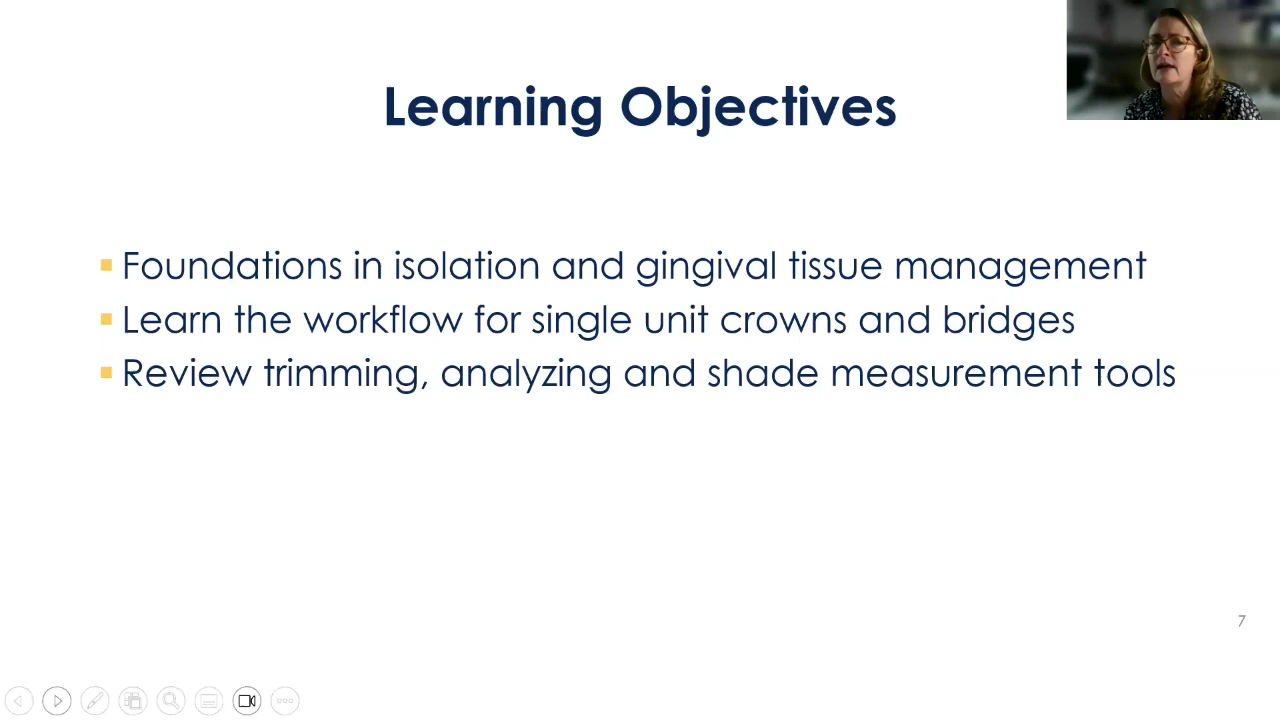 Learning Objectives
Foundations in isolation and gingival tissue management
Learn the workflow for single unit crowns and bridges
Review trimming, analyzing and shade measurement tools
7